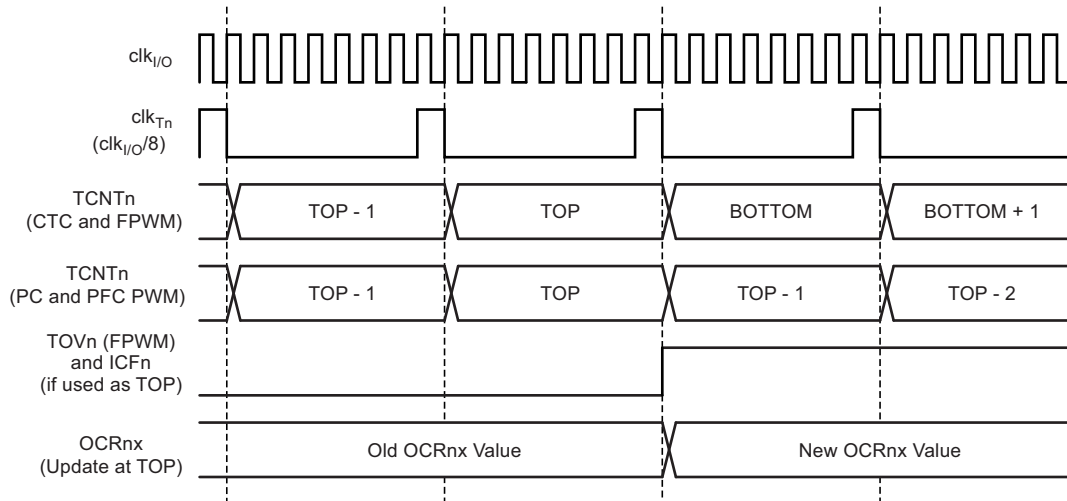 clkI/O
clkTn
(clkI/O/8)
TCNTn
(CTC and FPWM)
TOP - 1
TOP
BOTTOM
BOTTOM + 1
TCNTn
(PC and PFC PWM)
TOP - 1
TOP
TOP - 1
TOP - 2
TOVn (FPWM)
and ICFn
(if used as TOP)
OCRnx
(Update at TOP)
Old OCRnx Value
New OCRnx Value